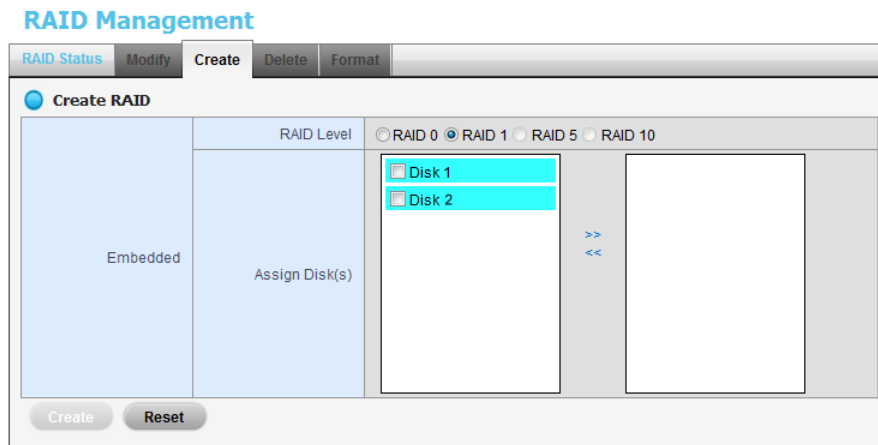 RAID Management
RAID Status Modify Create Delete Format
Create RAID
RAID Level RAID 0 RAID 1 RAID 5 RAID 10
Disk 1
Disk 2
>>
<<
Embedded
Assign Disk(s)
Create Reset